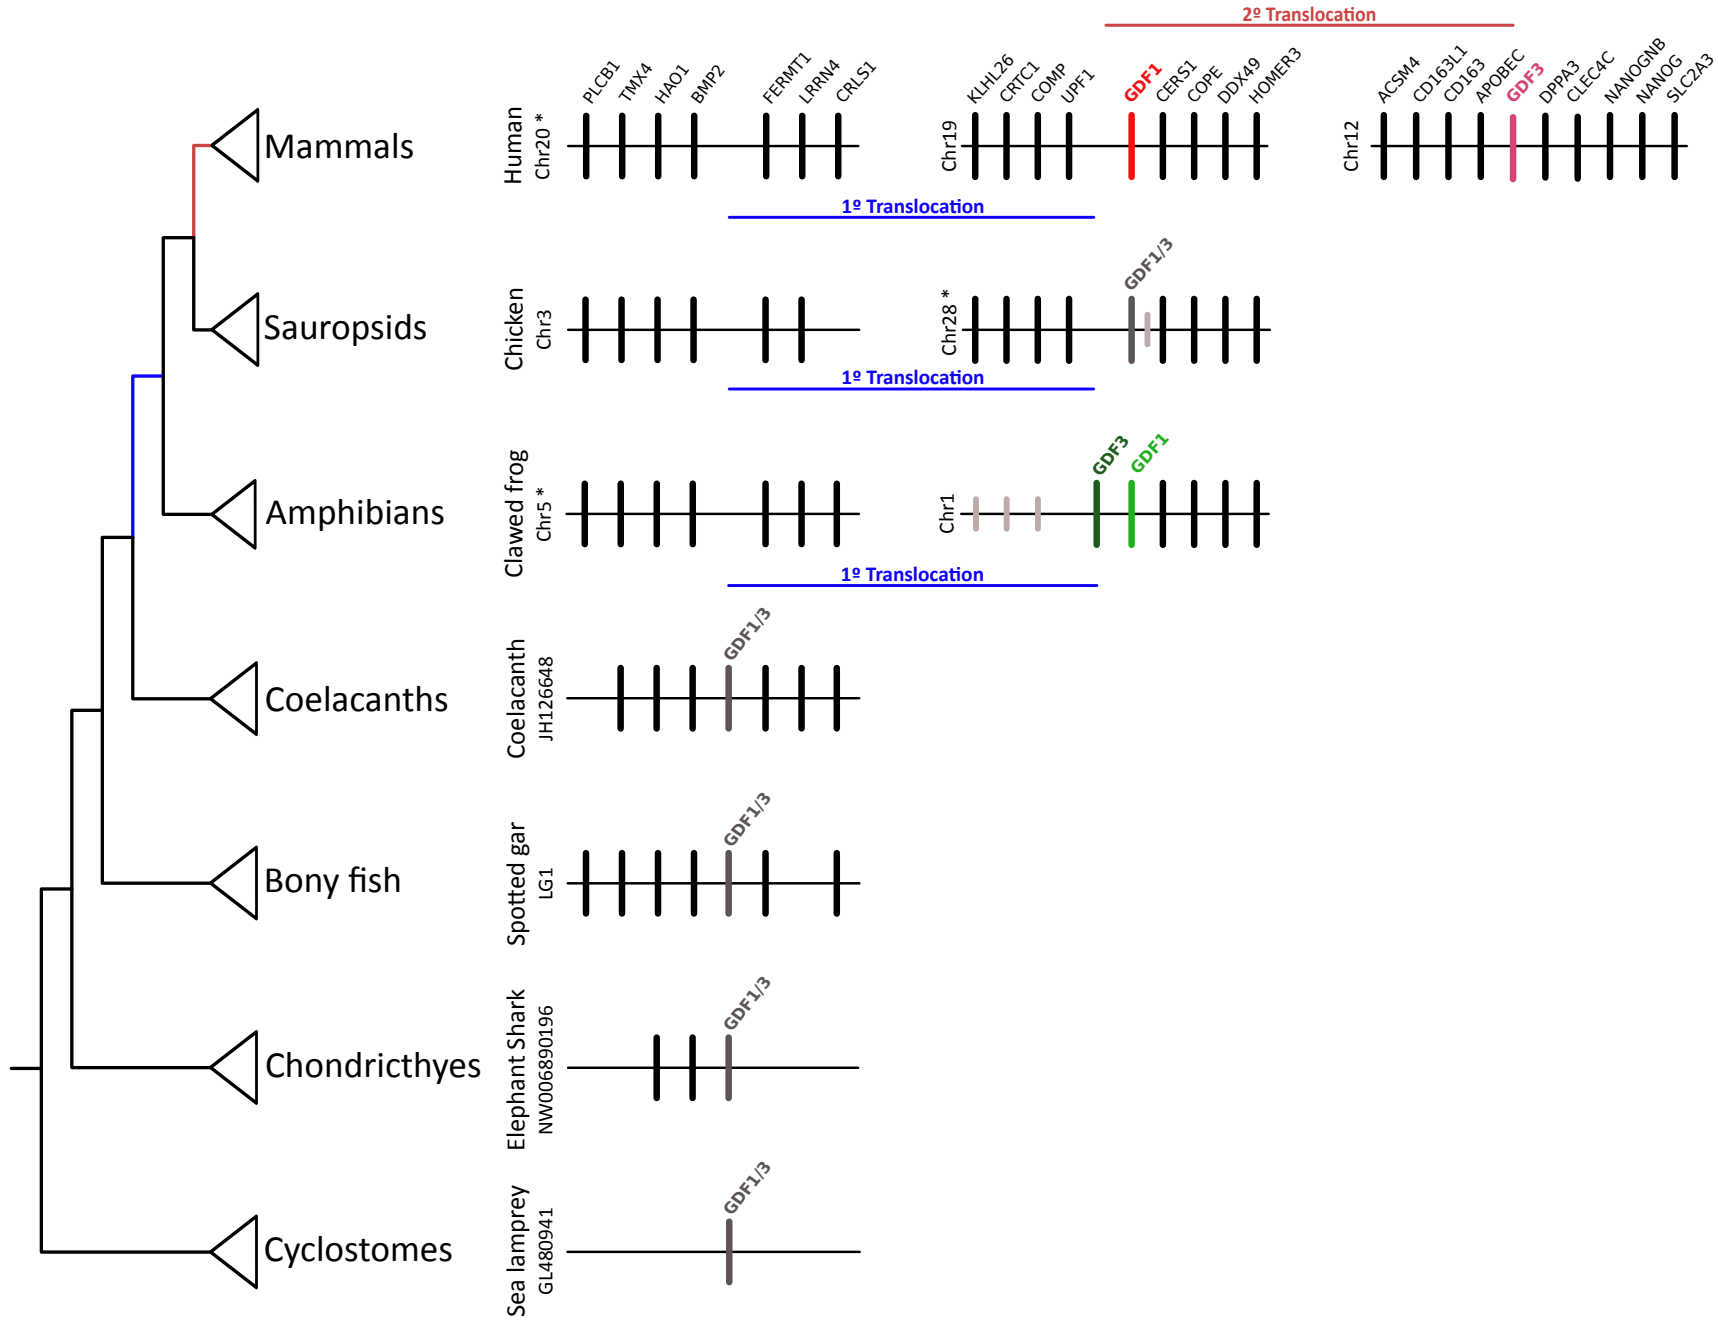 2º Translocation
PLCB1
TMX4
HAO1
BMP2
FERMT1
LRRN4
CRLS1
KLHL26
CRTC1
COMP
UPF1
GDF1
CERS1
COPE
DDX49
HOMER3
ACSM4
CD163L1
CD163
APOBEC
GDF3
DPPA3
CLEC4C
NANOGNB
NANOG
SLC2A3
Mammals
Human
Chr20 *
Chr19
Chr12
1º Translocation
Sauropsids
Chicken
Chr3
Chr28 *
GDF1/3
1º Translocation
Amphibians
Clawed frog
Chr5 *
Chr1
GDF3
GDF1
1º Translocation
Coelacanths
Coelacanth
JH126648
GDF1/3
Bony fish
Spotted gar
LG1
GDF1/3
Chondricthyes
Elephant Shark
NW006890196
GDF1/3
Cyclostomes
Sea lamprey
GL480941
GDF1/3